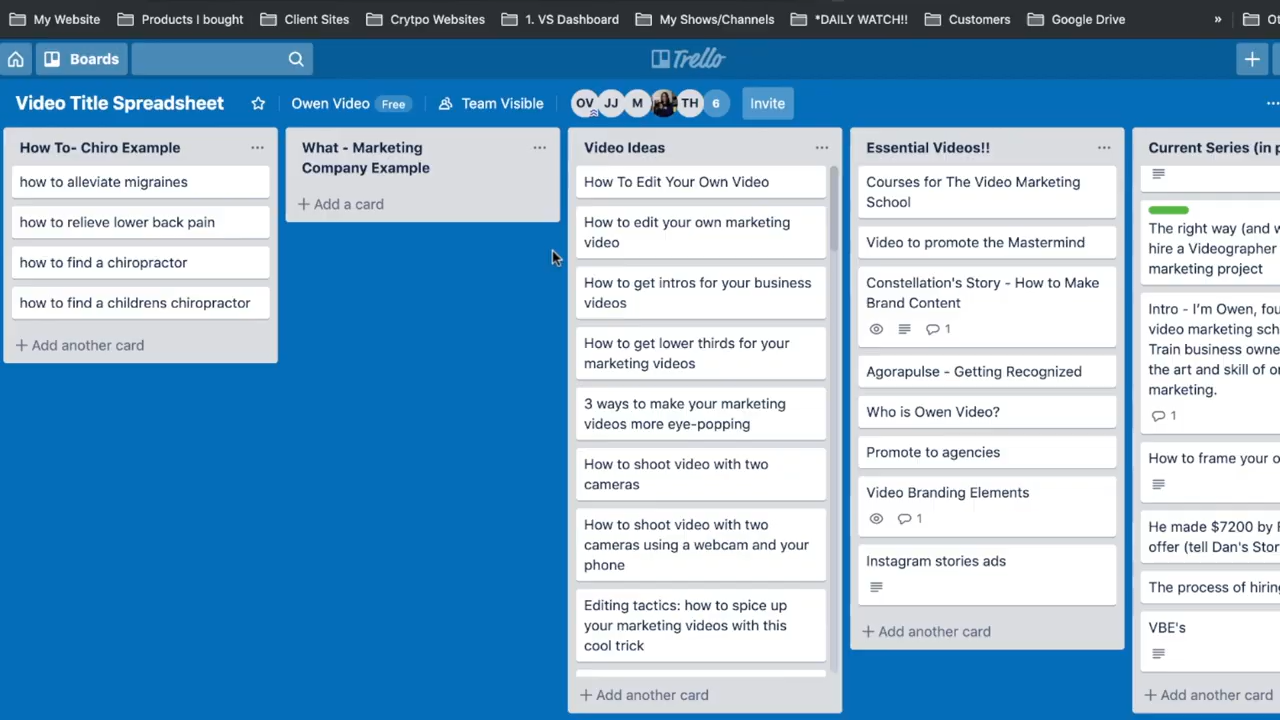 My Website Products I bought Client Sites Crytpo Websites 1. VS Dashboard My Shows/Channels *DAILY WATCH!! Customers Google Drive »
Boards
Trello
Video Title Spreadsheet Owen Video Free Team Visible OV JJ M TH 6 Invite
How To- Chiro Example
how to alleviate migraines
how to relieve lower back pain
how to find a chiropractor
how to find a childrens chiropractor
+ Add another card
What - Marketing
Company Example
+ Add a card
Video Ideas
How To Edit Your Own Video
How to edit your own marketing
video
How to get intros for your business
videos
How to get lower thirds for your
marketing videos
3 ways to make your marketing
videos more eye-popping
How to shoot video with two
cameras
How to shoot video with two
cameras using a webcam and your
phone
Editing tactics: how to spice up
your marketing videos with this
cool trick
+ Add another card
Essential Videos!!
Courses for The Video Marketing
School
Video to promote the Mastermind
Constellation's Story - How to Make
Brand Content
1
Agorapulse - Getting Recognized
Who is Owen Video?
Promote to agencies
Video Branding Elements
1
Instagram stories ads
+ Add another card
Current Series (in
The right way (and
hire a Videographer
marketing project
Intro - I'm Owen,
video marketing
Train business
the art and skill of
marketing.
1
How to frame your
He made $7200 by
offer (tell Dan's
The process of
VBE's
+ Add another card